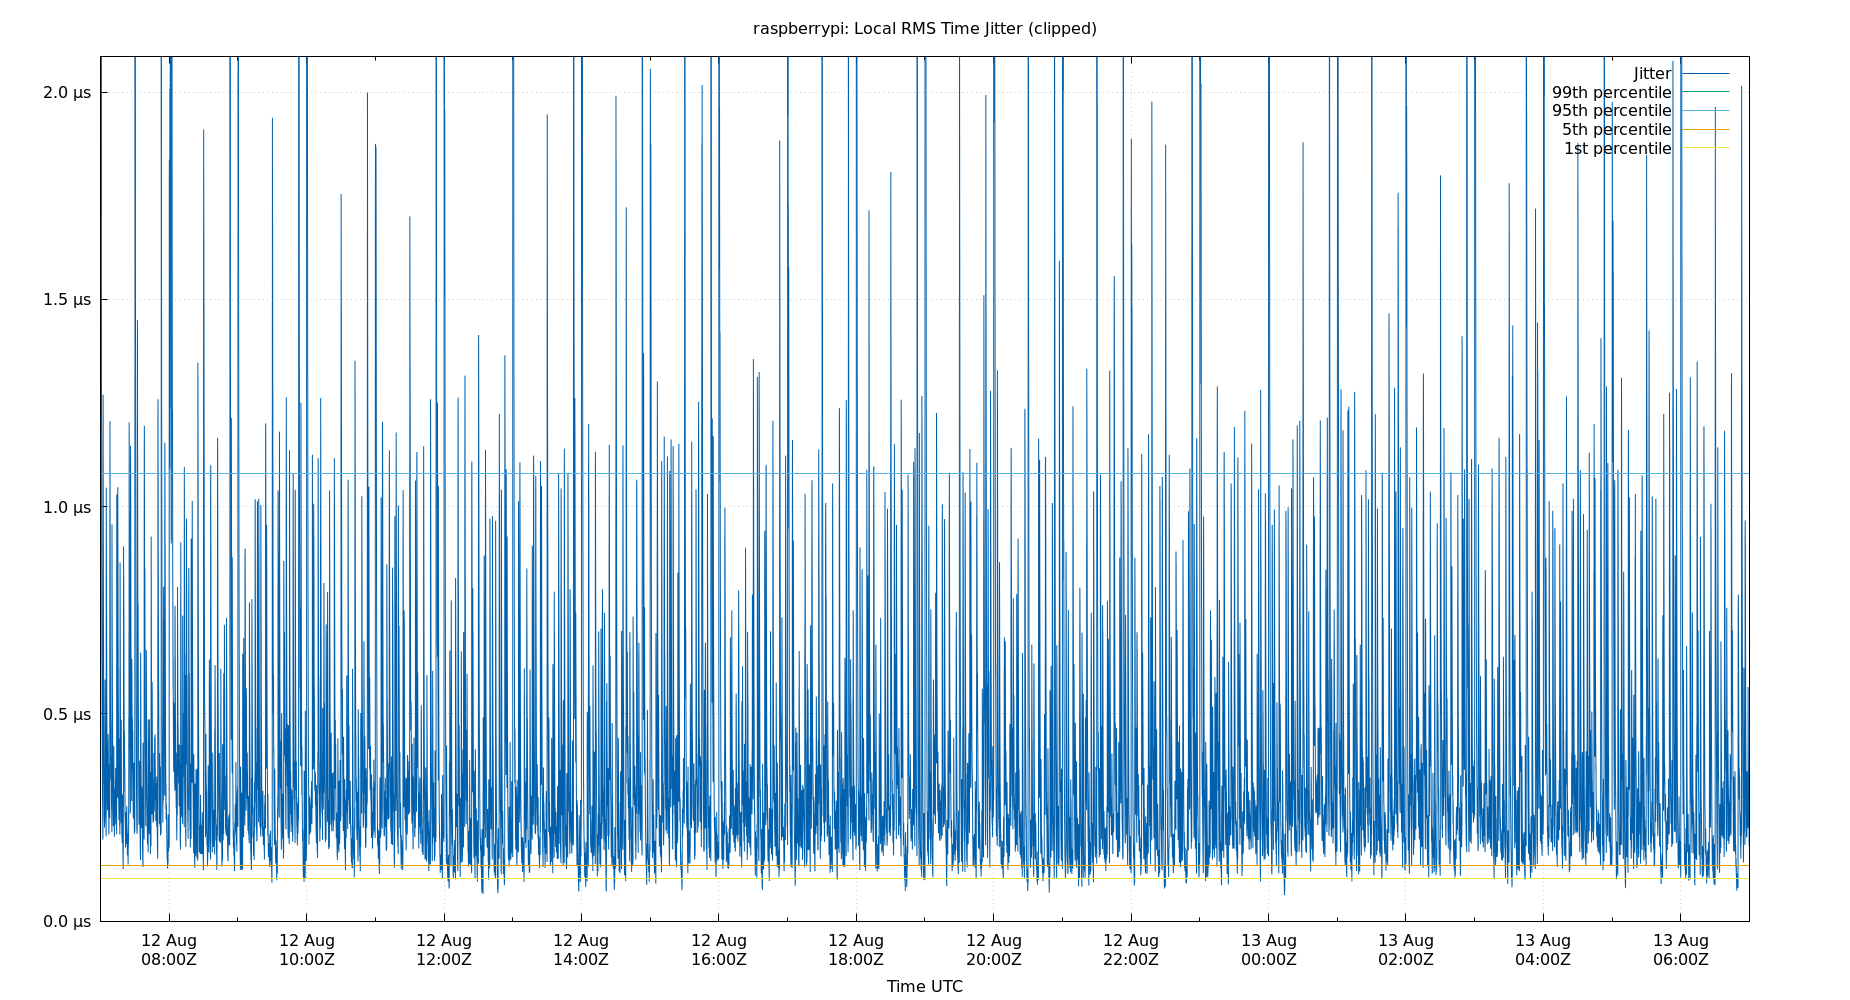 raspberrypi: Local RMS Time Jitter (clipped)
Jitter
99th percentile
95th percentile
5th percentile
1st percentile
2.0 µs
1.5 µs
1.0 µs
0.5 µs
0.0 µs
12 Aug 12 Aug 12 Aug 12 Aug 12 Aug 12 Aug 12 Aug 12 Aug 13 Aug 13 Aug 13 Aug 13 Aug
08:00Z 10:00Z 12:00Z 14:00Z 16:00Z 18:00Z 20:00Z 22:00Z 00:00Z 02:00Z 04:00Z 06:00Z
Time UTC